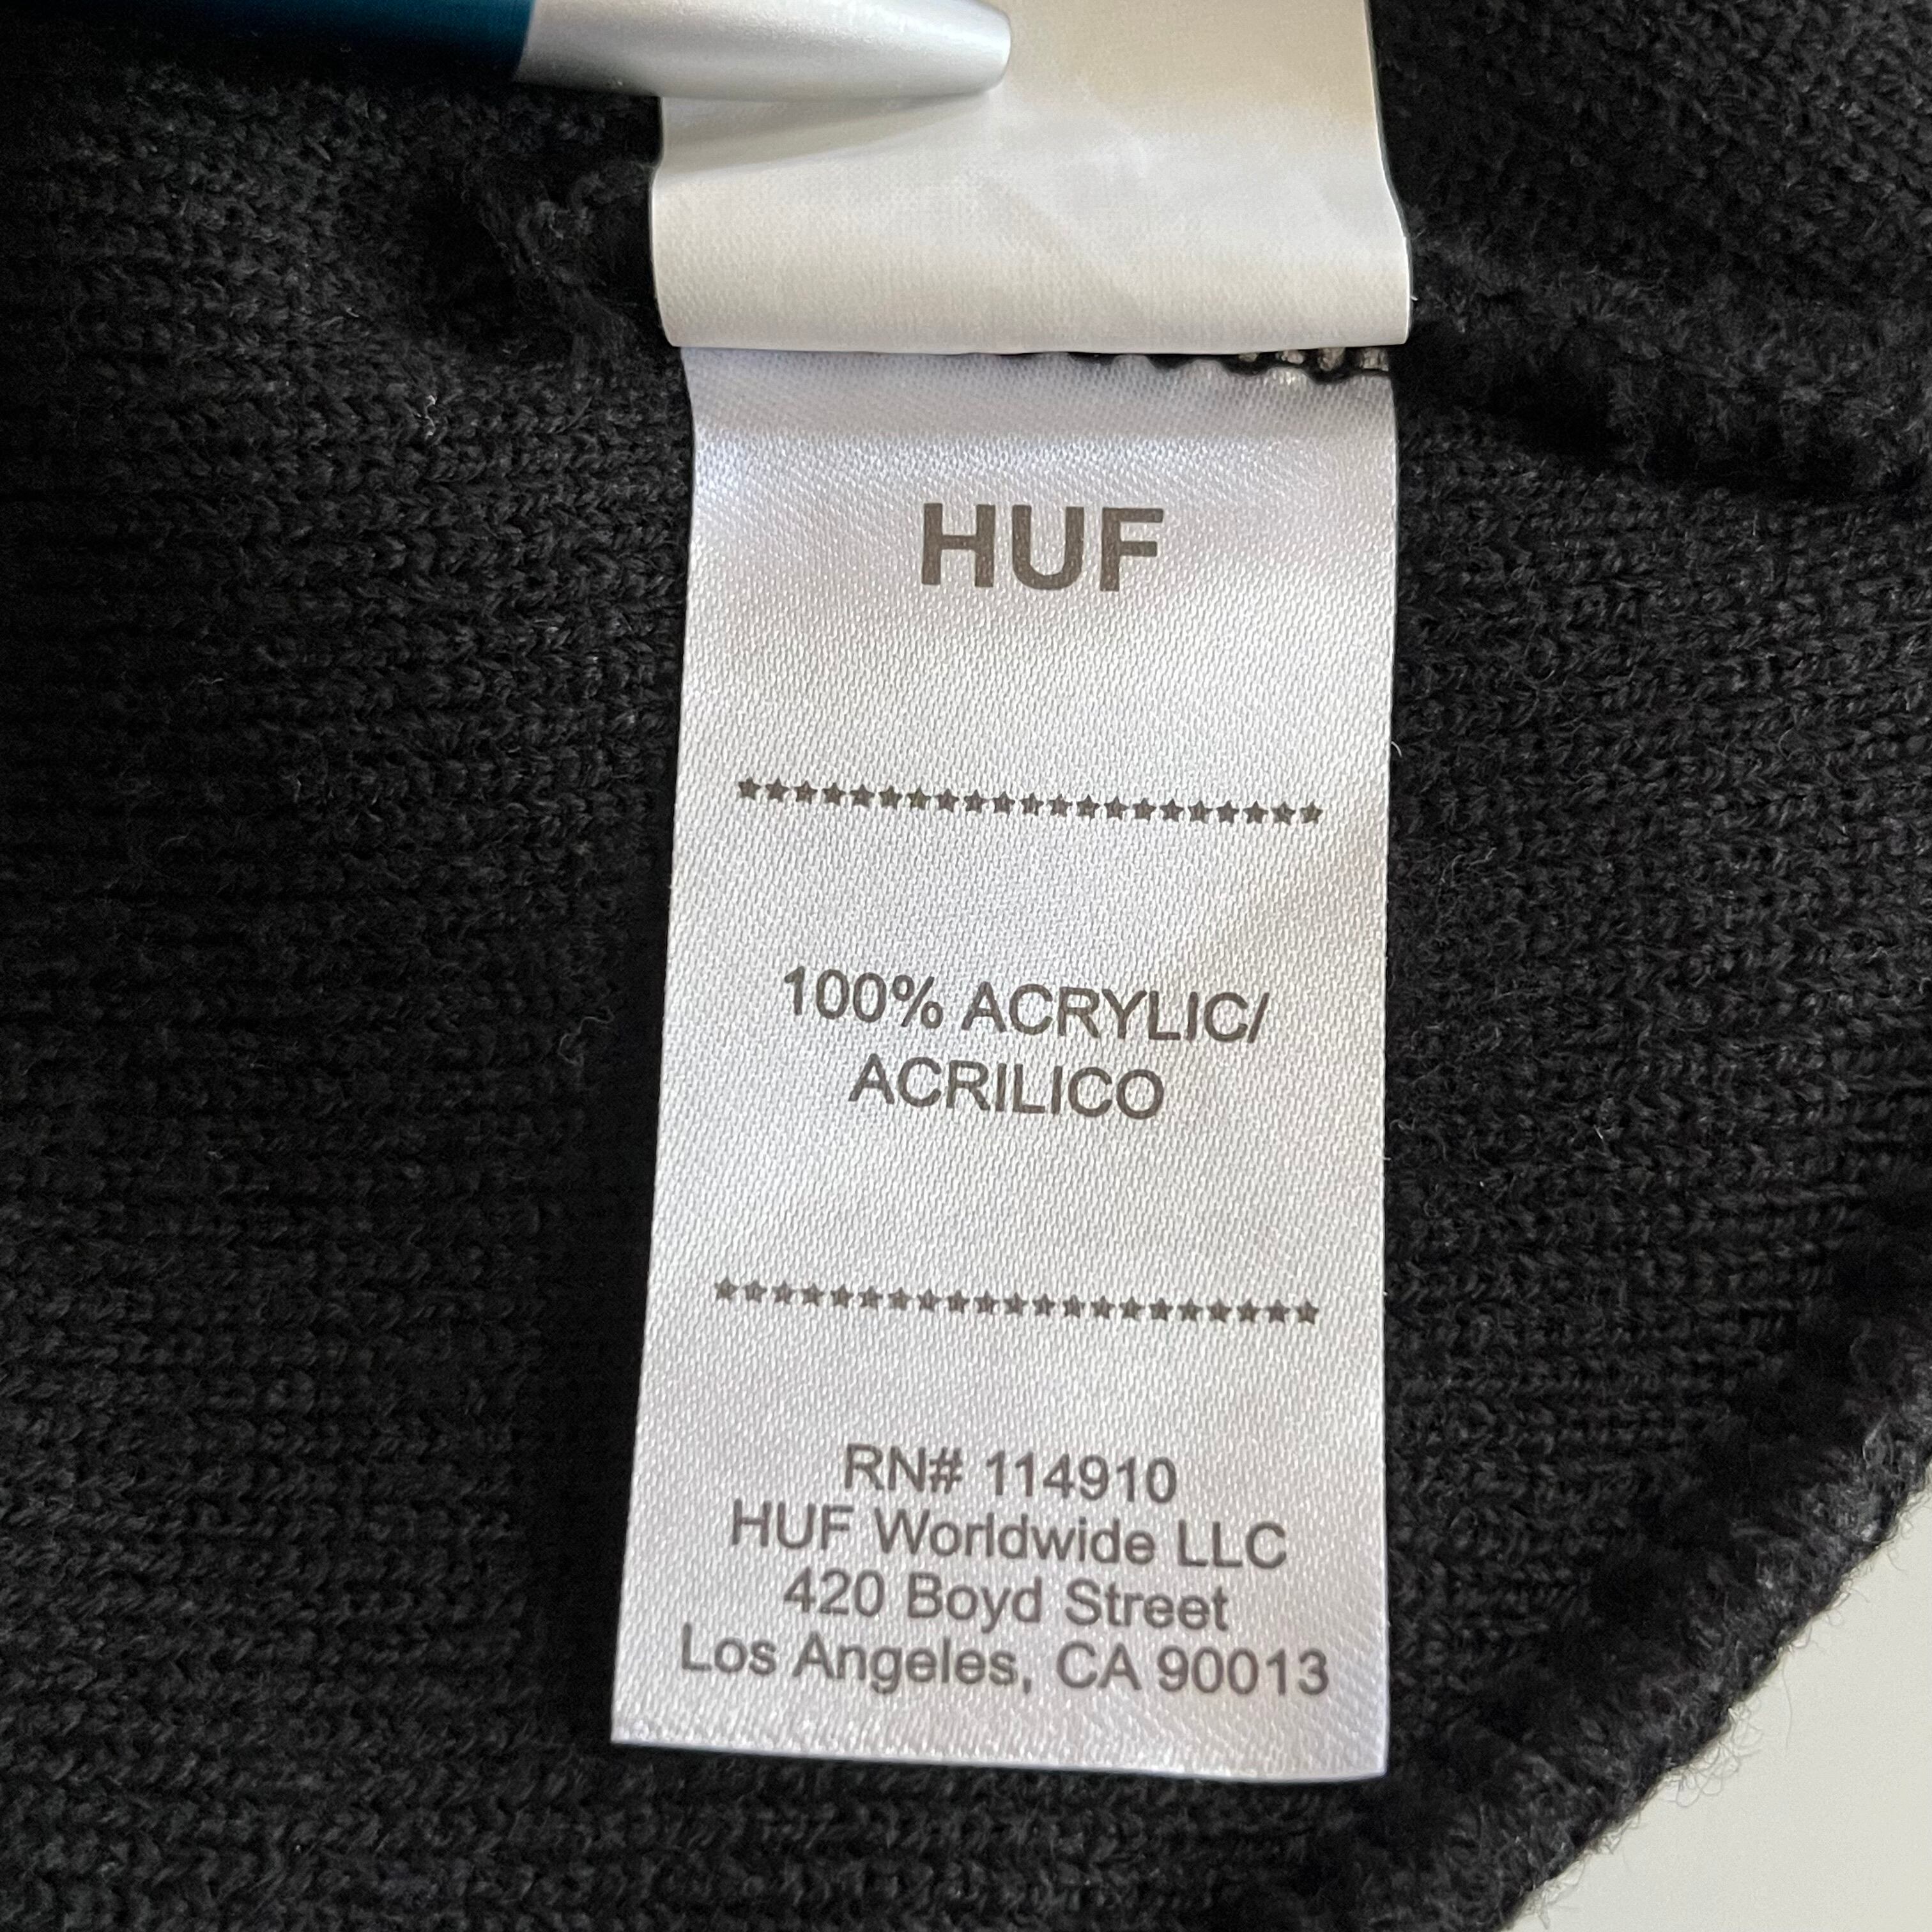 HUF
100% ACRYLIC/
ACRILICO
RN# 114910
HUF Worldwide LLC
420 Boyd Street
Los Angeles, CA 90013